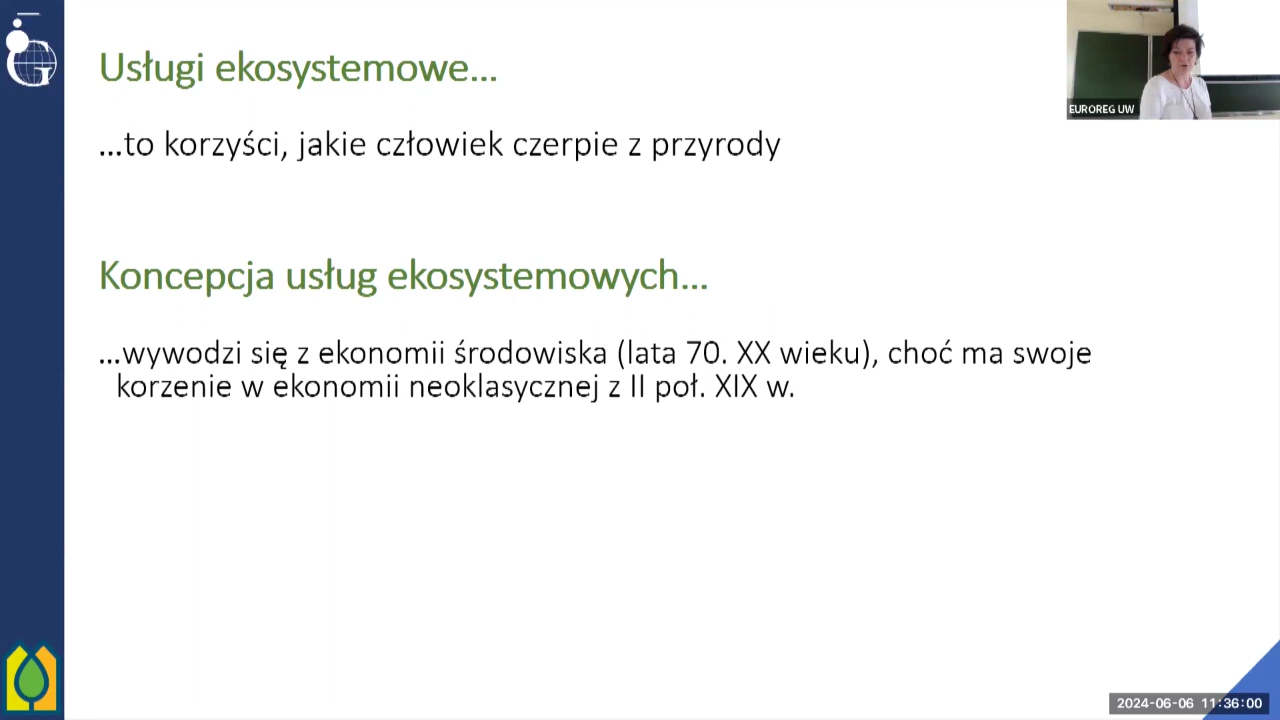 Usługi ekosystemowe...
...to korzyści, jakie człowiek czerpie z przyrody
Koncepcja usług ekosystemowych...
...wywodzi się z ekonomii środowiska (lata 70. XX wieku), choć ma swoje
korzenie w ekonomii neoklasycznej z II poł. XIX w.
EUROREG UW
2024-06-06 11:36:00